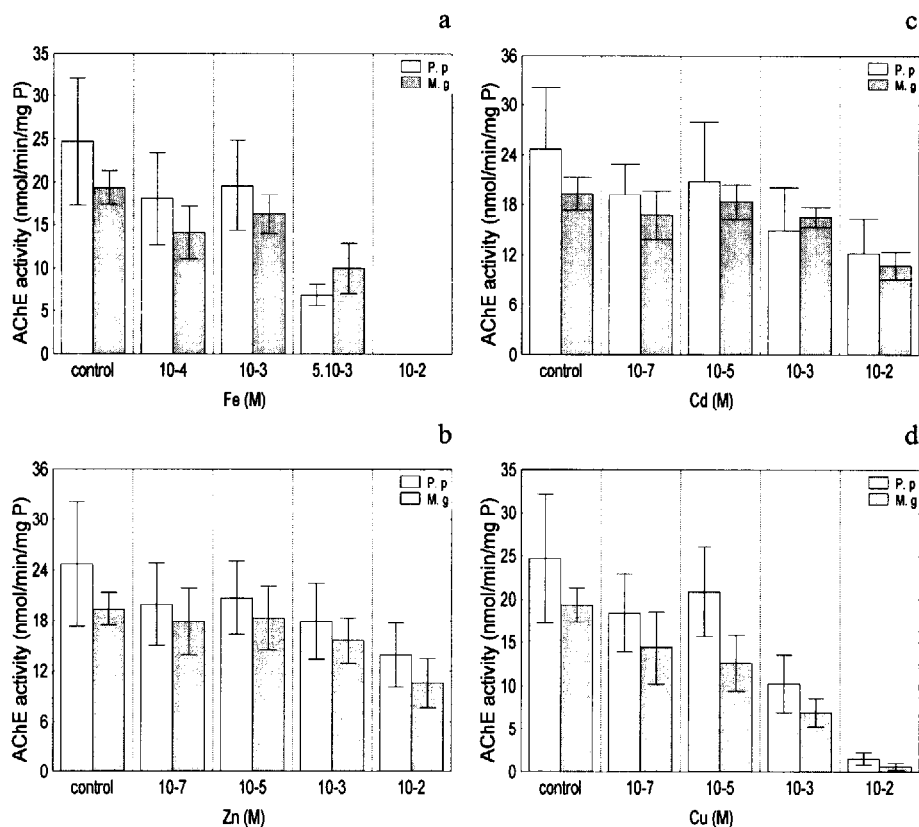 a
AChE activity (nmol/min/mg P)
35
30
25
20
15
10
5
0
P. p
M. g
control
10-4
10-3
5.10-3
10-2
Fe (M)
c
AChE activity (nmol/min/mg P)
36
30
24
18
12
6
0
P. p
M. g
control
10-7
10-5
10-3
10-2
Cd (M)
b
AChE activity (nmol/min/mg P)
36
30
24
18
12
6
0
P. p
M. g
control
10-7
10-5
10-3
10-2
Zn (M)
d
AChE activity (nmol/min/mg P)
35
30
25
20
15
10
5
0
P. p
M. g
control
10-7
10-5
10-3
10-2
Cu (M)